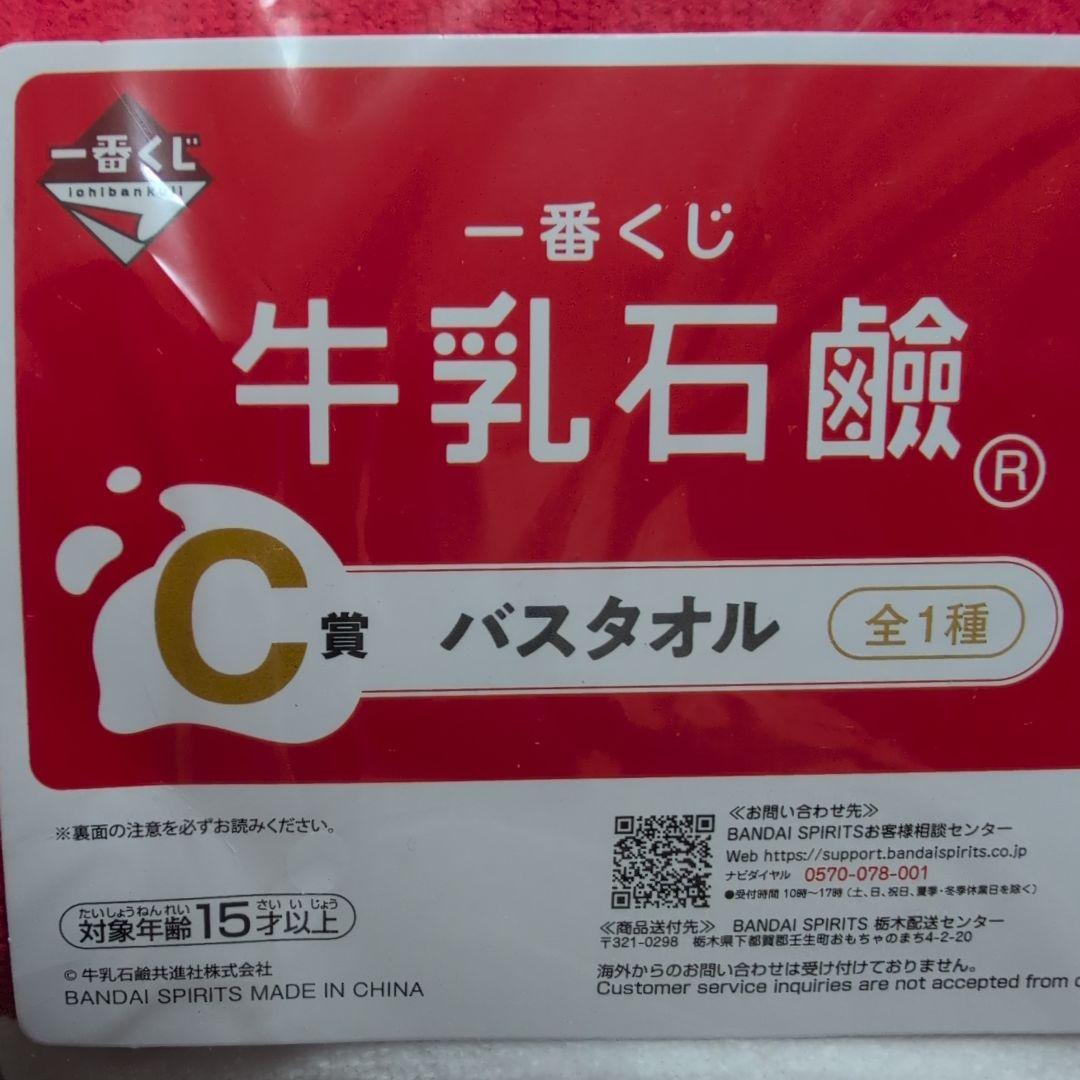 一番くじ
ichibankuji
一番くじ
牛乳石鹼
®
C賞 バスタオル 全1種
※裏面の注意を必ずお読みください。
たいしょうねんれい さい いじょう
対象年齢15才以上
© 牛乳石鹼共進社株式会社
BANDAI SPIRITS MADE IN CHINA
≪お問い合わせ先≫
BANDAI SPIRITSお客様相談センター
Web https://support.bandaispirits.co.jp
ナビダイヤル 0570-078-001
●受付時間 10時〜17時(土、日、祝日、夏季・冬季休業日を除く)
≪商品送付先≫ BANDAI SPIRITS 栃木配送センター
〒321-0298 栃木県下都賀郡壬生町おもちゃのまち4-2-20
海外からのお問い合わせは受け付けておりません。
Customer service inquiries are not accepted from